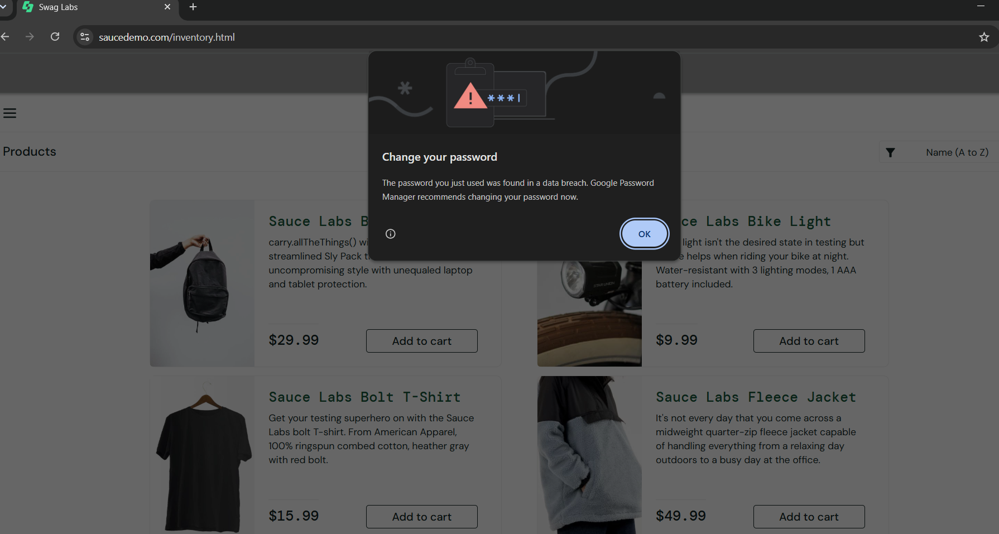 Swag Labs
saucedemo.com/inventory.html
***|
Change your password
The password you just used was found in a data breach. Google Password
Manager recommends changing your password now.
OK
Products
Name (A to Z)
Sauce Labs B
carry.allTheThings() wi
streamlined Sly Pack t
uncompromising style with unequaled laptop
and tablet protection.
$29.99
Add to cart
ce Labs Bike Light
light isn't the desired state in testing but
e helps when riding your bike at night.
Water-resistant with 3 lighting modes, 1 AAA
battery included.
$9.99
Add to cart
Sauce Labs Bolt T-Shirt
Get your testing superhero on with the Sauce
Labs bolt T-shirt. From American Apparel,
100% ringspun combed cotton, heather gray
with red bolt.
$15.99
Add to cart
Sauce Labs Fleece Jacket
It's not every day that you come across a
midweight quarter-zip fleece jacket capable
of handling everything from a relaxing day
outdoors to a busy day at the office.
$49.99
Add to cart